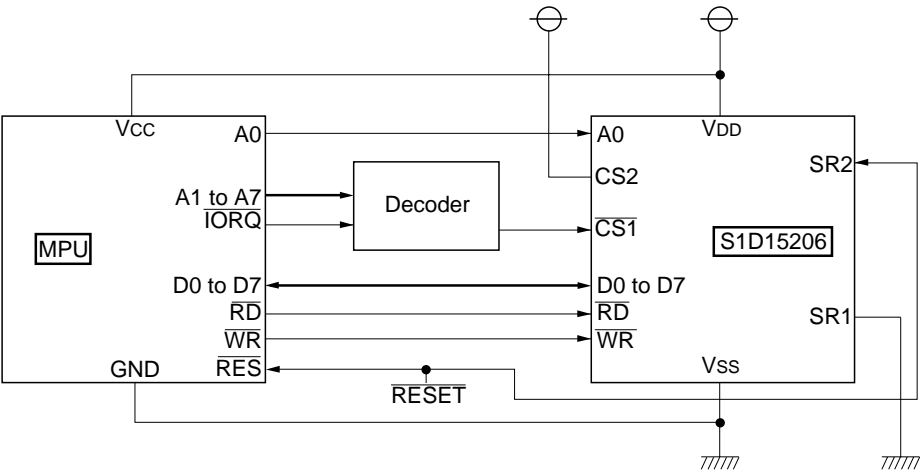 VCC
A0
A1 to A7
IORQ
MPU
D0 to D7
RD
WR
RES
GND
RESET
Decoder
VDD
A0
CS2
CS1
D0 to D7
RD
WR
VSS
S1D15206
SR2
SR1